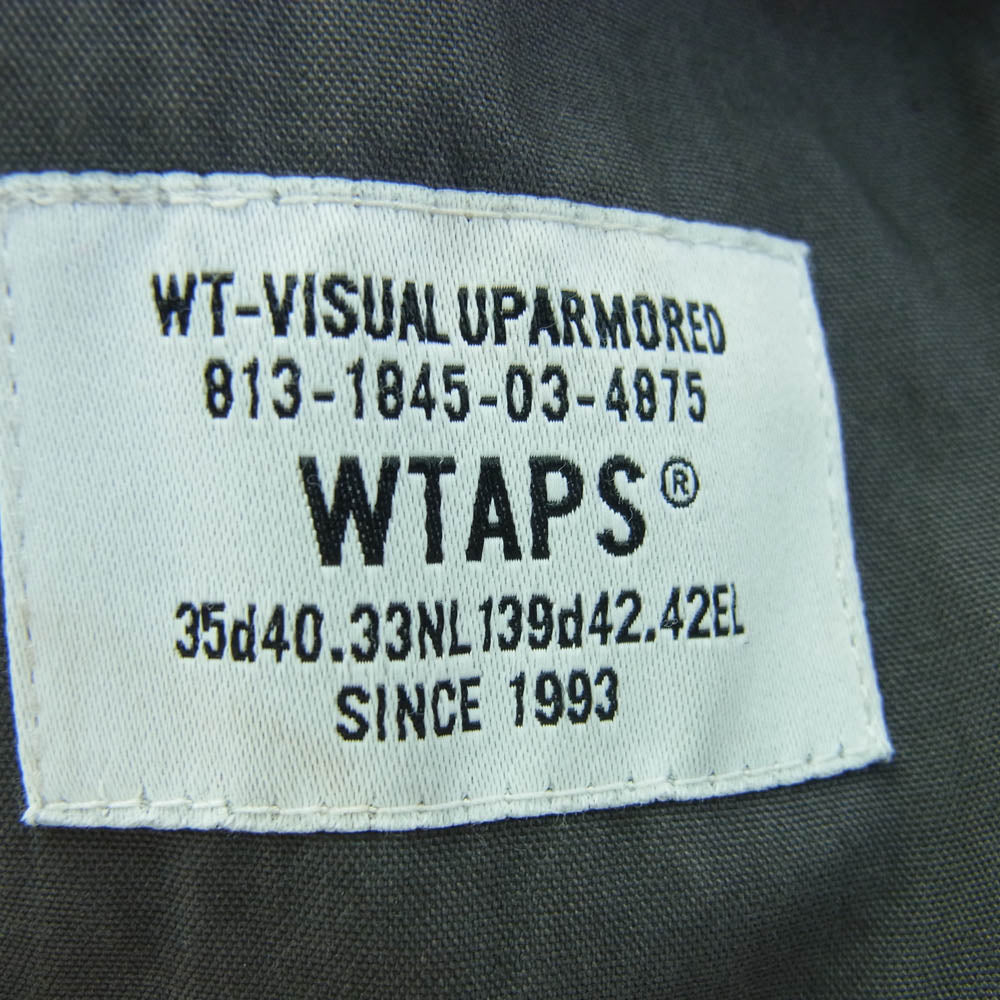 WT-VISUAL UPARMORED
813-1845-03-4875
WTAPS®
35d40.33NL139d42.42EL
SINCE 1993